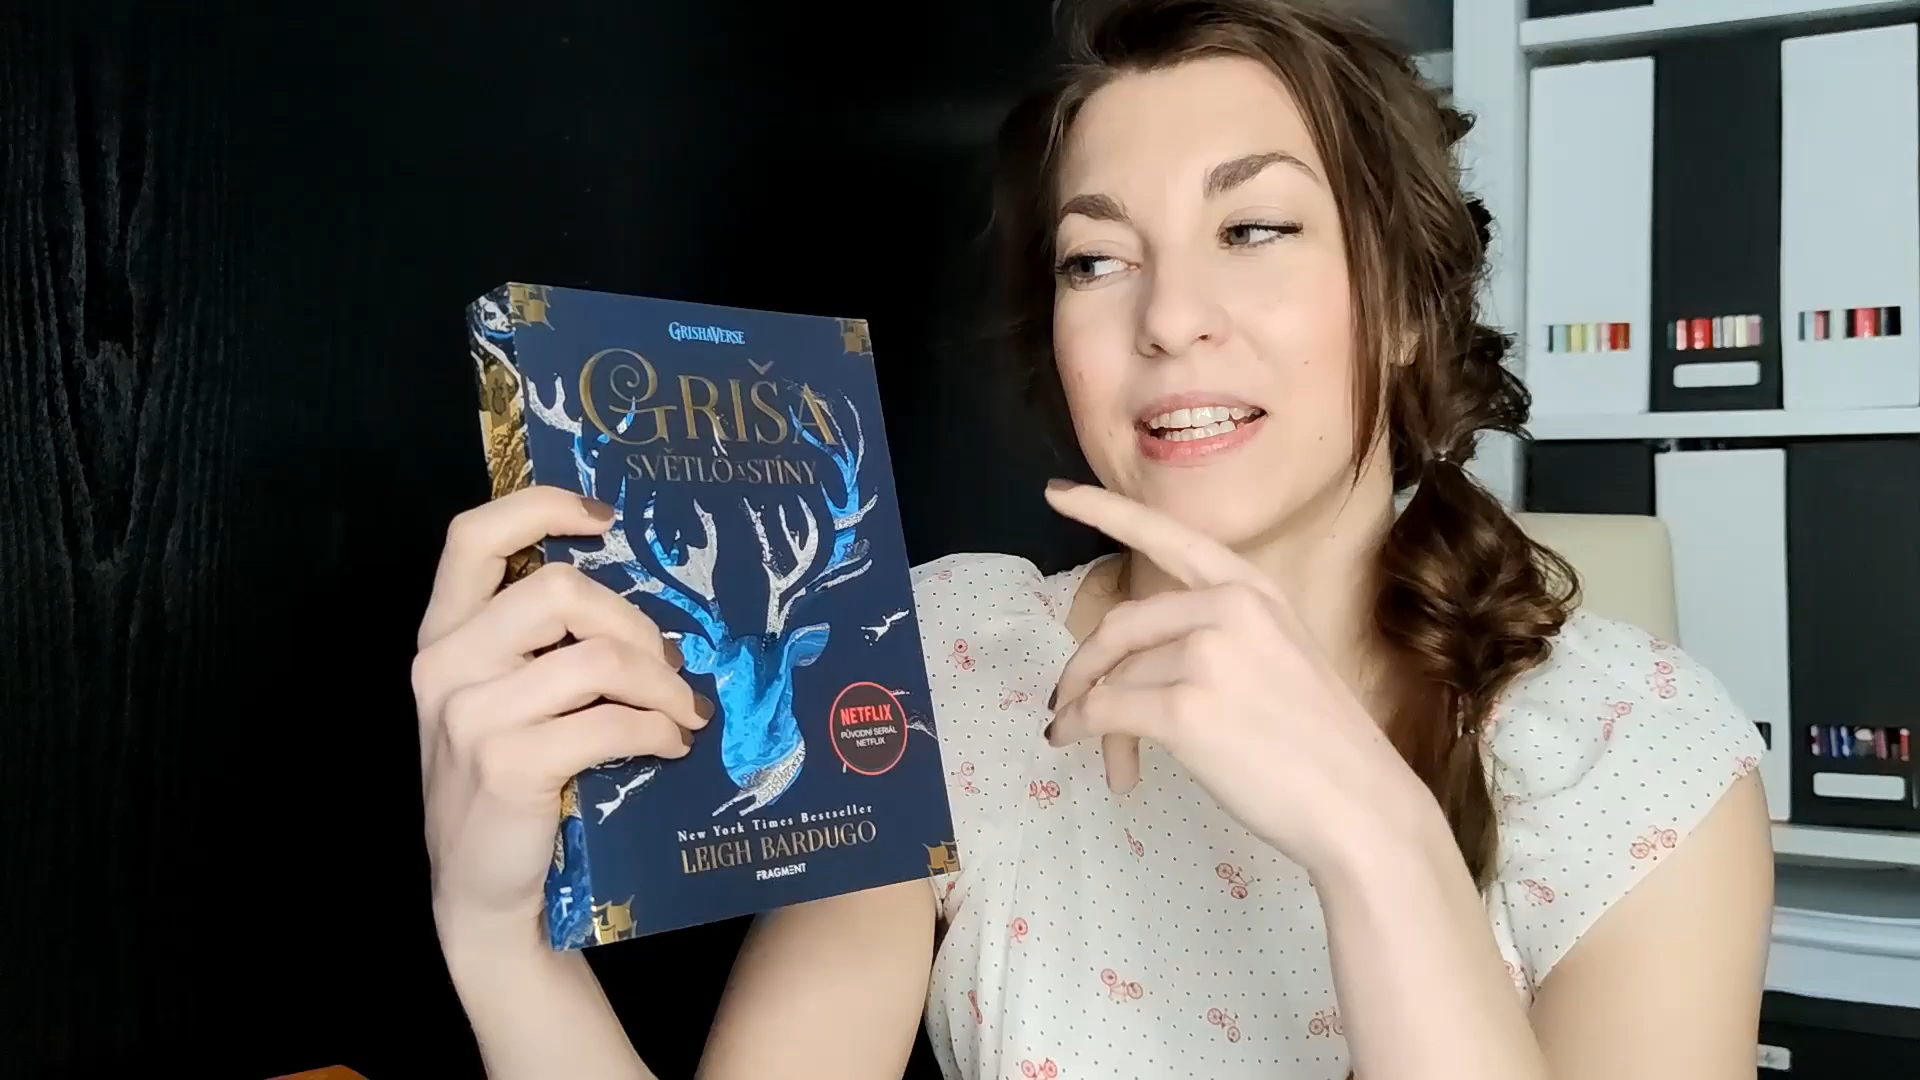 GRISHAVERSE
GRIŠA
SVĚTLO A STÍNY
NETFLIX
PŮVODNÍ SERIÁL
NETFLIX
New York Times Bestseller
LEIGH BARDUGO
FRAGMENT